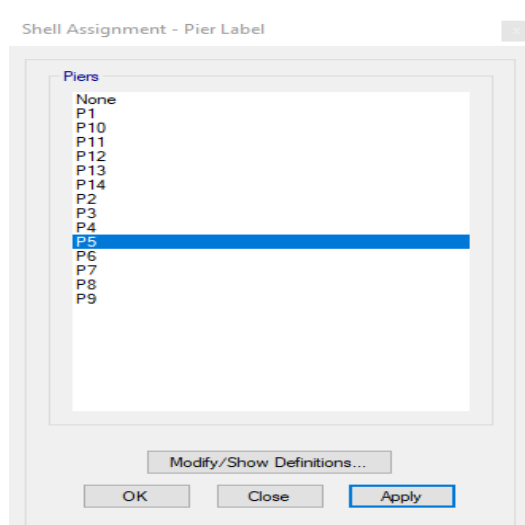 Shell Assignment - Pier Label
Piers
None
P1
P10
P11
P12
P13
P14
P2
P3
P4
P5
P6
P7
P8
P9
Modify/Show Definitions...
OK Close Apply